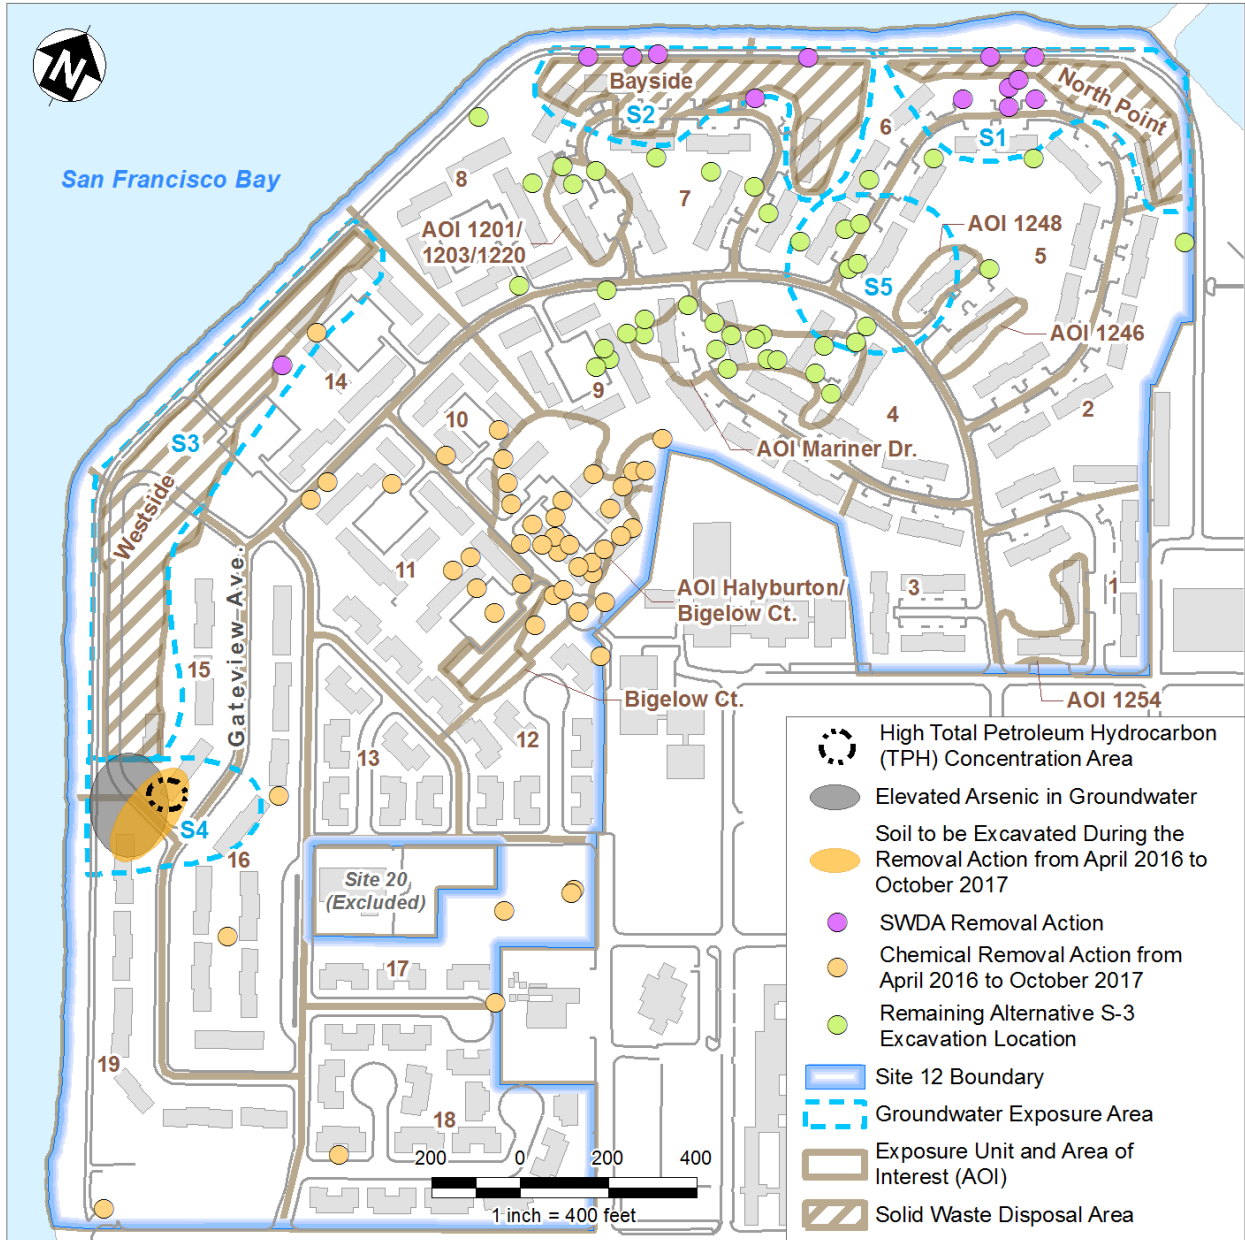 N
San Francisco Bay
Bayside
S2
North Point
S1
6
8
7
AOI 1201/
1203/1220
AOI 1248
5
S5
AOI 1246
14
9
10
4
2
S3
AOI Mariner Dr.
Westside
11
AOI Halyburton/
Bigelow Ct.
3
1
Gateview Ave.
15
Bigelow Ct.
AOI 1254
13
12
S4
16
Site 20
(Excluded)
17
19
18
200 0 200 400
1 inch = 400 feet
High Total Petroleum Hydrocarbon
(TPH) Concentration Area
Elevated Arsenic in Groundwater
Soil to be Excavated During the
Removal Action from April 2016 to
October 2017
SWDA Removal Action
Chemical Removal Action from
April 2016 to October 2017
Remaining Alternative S-3
Excavation Location
Site 12 Boundary
Groundwater Exposure Area
Exposure Unit and Area of
Interest (AOI)
Solid Waste Disposal Area